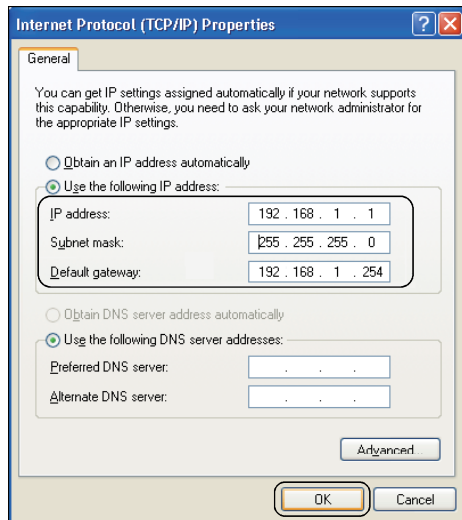 Internet Protocol (TCP/IP) Properties
General
You can get IP settings assigned automatically if your network supports
this capability. Otherwise, you need to ask your network administrator for
the appropriate IP settings.
Obtain an IP address automatically
Use the following IP address:
IP address: 192 . 168 . 1 . 1
Subnet mask: 255 . 255 . 255 . 0
Default gateway: 192 . 168 . 1 . 254
Obtain DNS server address automatically
Use the following DNS server addresses:
Preferred DNS server: . . .
Alternate DNS server: . . .
Advanced...
OK Cancel